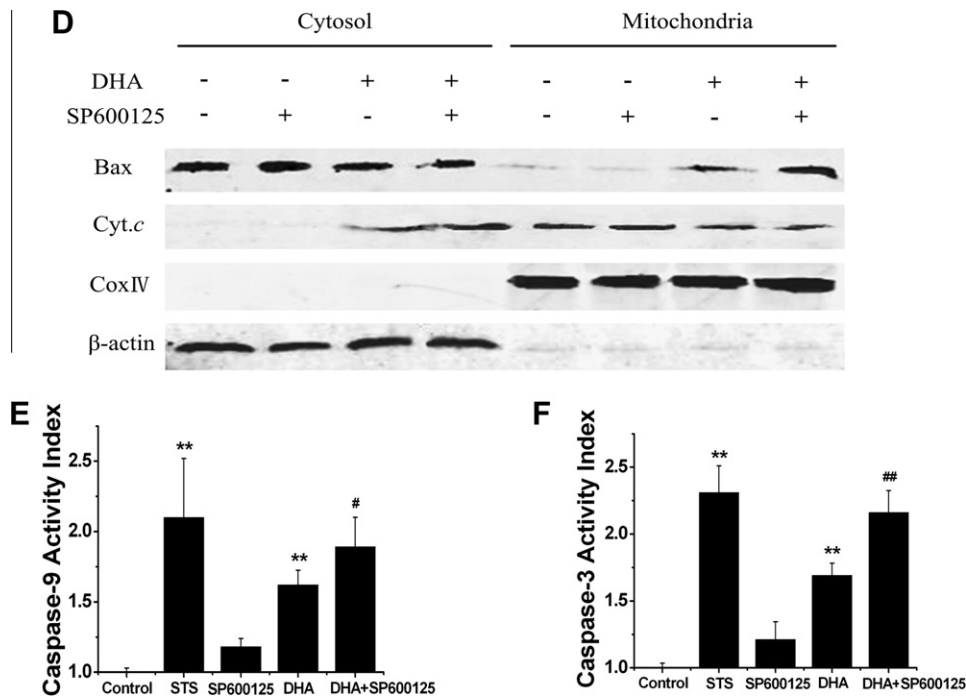 D
Cytosol Mitochondria
DHA - - + + - - + +
SP600125 - + - + - + - +
Bax
Cyt.c
CoxIV
β-actin
E
Caspase-9 Activity Index
2.5
2.0
1.5
1.0
** ** #
Control STS SP600125 DHA DHA+SP600125
F
Caspase-3 Activity Index
2.5
2.0
1.5
1.0
** ** ##
Control STS SP600125 DHA DHA+SP600125